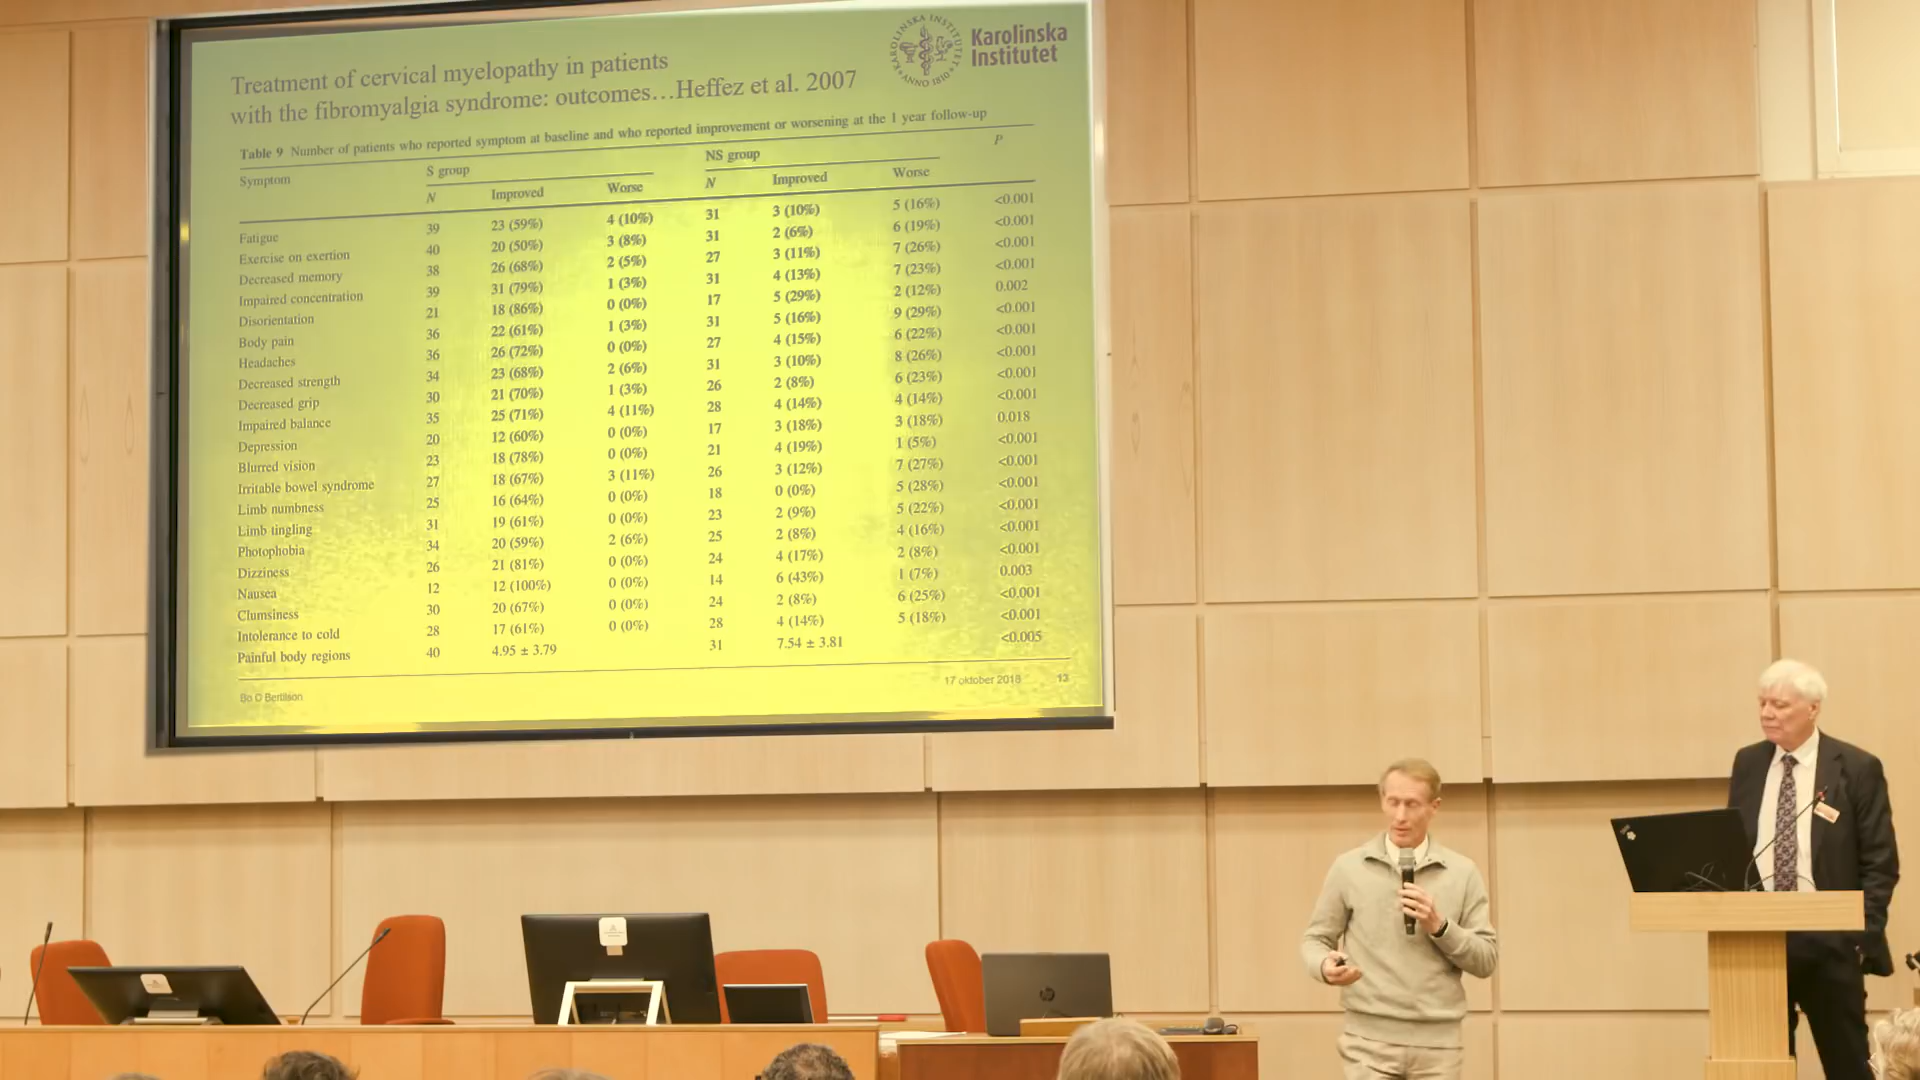 Treatment of cervical myelopathy in patients
with the fibromyalgia syndrome: outcomes…Heffez et al. 2007
KAROLINSKA INSTITUTET
ANNO 1810
Karolinska
Institutet
Table 9 Number of patients who reported symptom at baseline and who reported improvement or worsening at the 1 year follow-up
Symptom S group NS group P
N Improved Worse N Improved Worse
Fatigue 39 23 (59%) 4 (10%) 31 3 (10%) 5 (16%) <0.001
Exercise on exertion 40 20 (50%) 3 (8%) 31 2 (6%) 6 (19%) <0.001
Decreased memory 38 26 (68%) 2 (5%) 27 3 (11%) 7 (26%) <0.001
Impaired concentration 39 31 (79%) 1 (3%) 31 4 (13%) 7 (23%) <0.001
Disorientation 21 18 (86%) 0 (0%) 17 5 (29%) 2 (12%) 0.002
Body pain 36 22 (61%) 1 (3%) 31 5 (16%) 9 (29%) <0.001
Headaches 36 26 (72%) 0 (0%) 27 4 (15%) 6 (22%) <0.001
Decreased strength 34 23 (68%) 2 (6%) 31 3 (10%) 8 (26%) <0.001
Decreased grip 30 21 (70%) 1 (3%) 26 2 (8%) 6 (23%) <0.001
Impaired balance 35 25 (71%) 4 (11%) 28 4 (14%) 4 (14%) <0.001
Depression 20 12 (60%) 0 (0%) 17 3 (18%) 3 (18%) 0.018
Blurred vision 23 18 (78%) 0 (0%) 21 4 (19%) 1 (5%) <0.001
Irritable bowel syndrome 27 18 (67%) 3 (11%) 26 3 (12%) 7 (27%) <0.001
Limb numbness 25 16 (64%) 0 (0%) 18 0 (0%) 5 (28%) <0.001
Limb tingling 31 19 (61%) 0 (0%) 23 2 (9%) 5 (22%) <0.001
Photophobia 34 20 (59%) 2 (6%) 25 2 (8%) 4 (16%) <0.001
Dizziness 26 21 (81%) 0 (0%) 24 4 (17%) 2 (8%) <0.001
Nausea 12 12 (100%) 0 (0%) 14 6 (43%) 1 (7%) 0.003
Clumsiness 30 20 (67%) 0 (0%) 24 2 (8%) 6 (25%) <0.001
Intolerance to cold 28 17 (61%) 0 (0%) 28 4 (14%) 5 (18%) <0.001
Painful body regions 40 4.95 ± 3.79 31 7.54 ± 3.81 <0.005
Bo C Bertilson 17 oktober 2018 13
hp